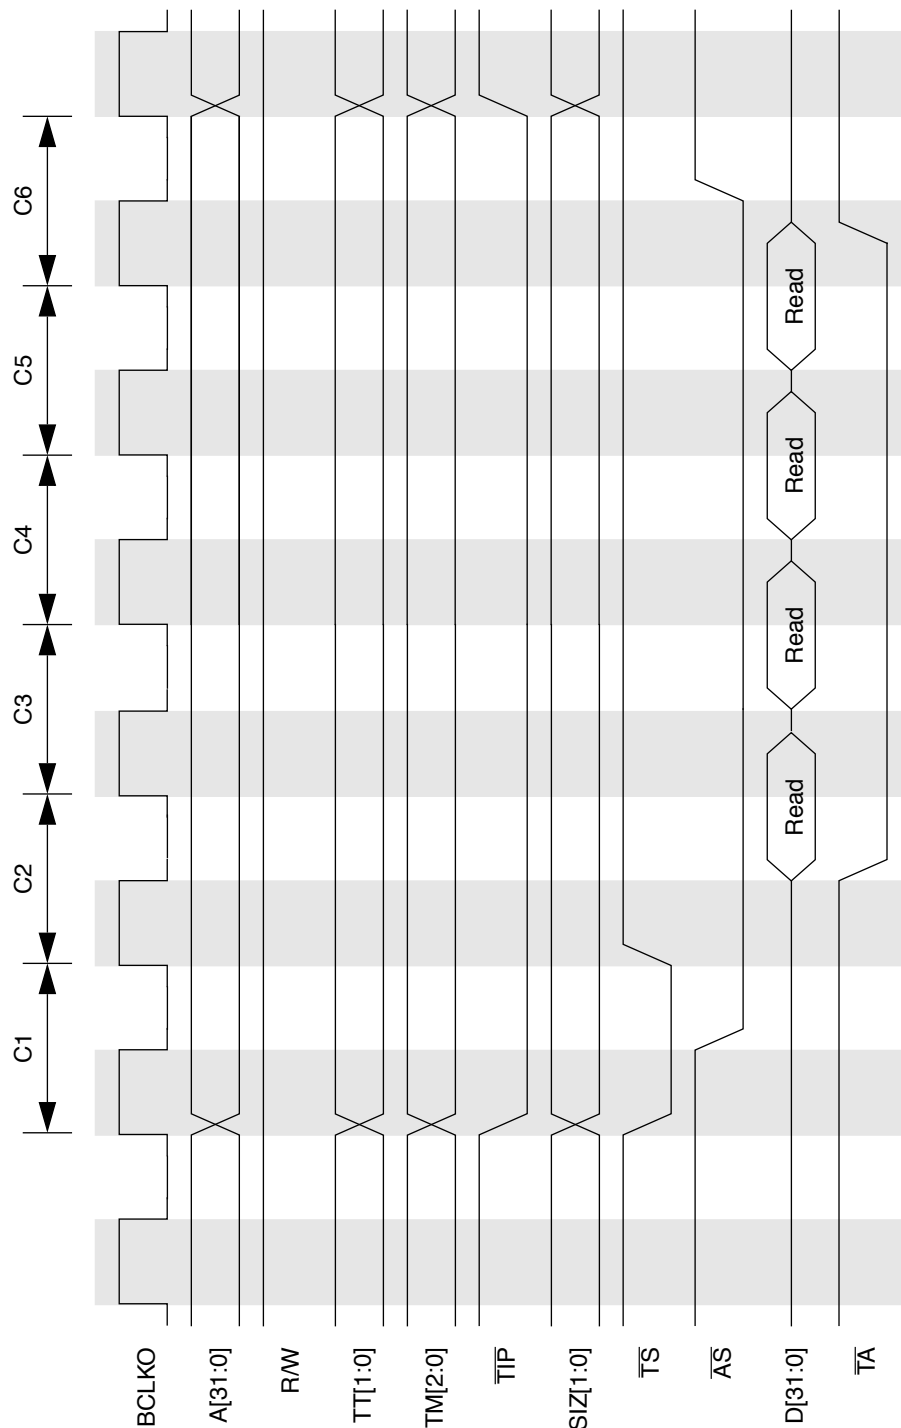 C1
C2
C3
C4
C5
C6
BCLKO
A[31:0]
R/W
TT[1:0]
TM[2:0]
TIP
SIZ[1:0]
TS
AS
D[31:0]
Read
Read
Read
Read
TA